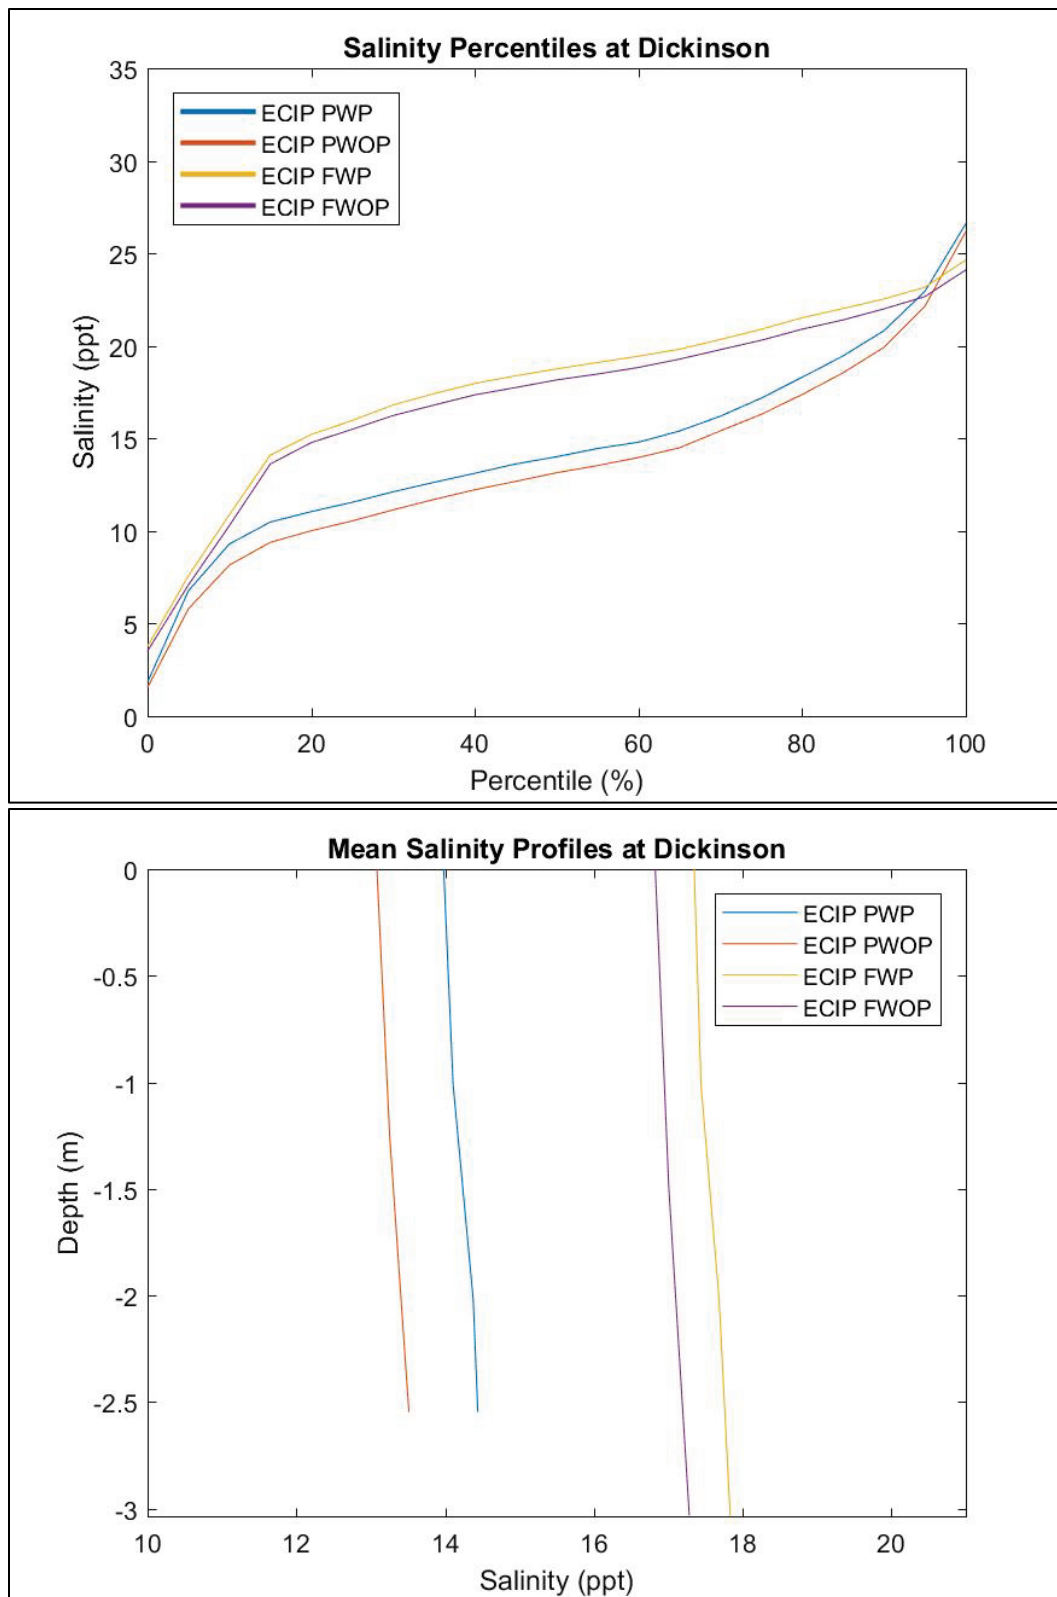 Salinity Percentiles at Dickinson
35
30
25
20
15
10
5
0
ECIP PWP
ECIP PWOP
ECIP FWP
ECIP FWOP
Salinity (ppt)
0 20 40 60 80 100
Percentile (%)
Mean Salinity Profiles at Dickinson
0
-0.5
-1
-1.5
-2
-2.5
-3
ECIP PWP
ECIP PWOP
ECIP FWP
ECIP FWOP
Depth (m)
10 12 14 16 18 20
Salinity (ppt)